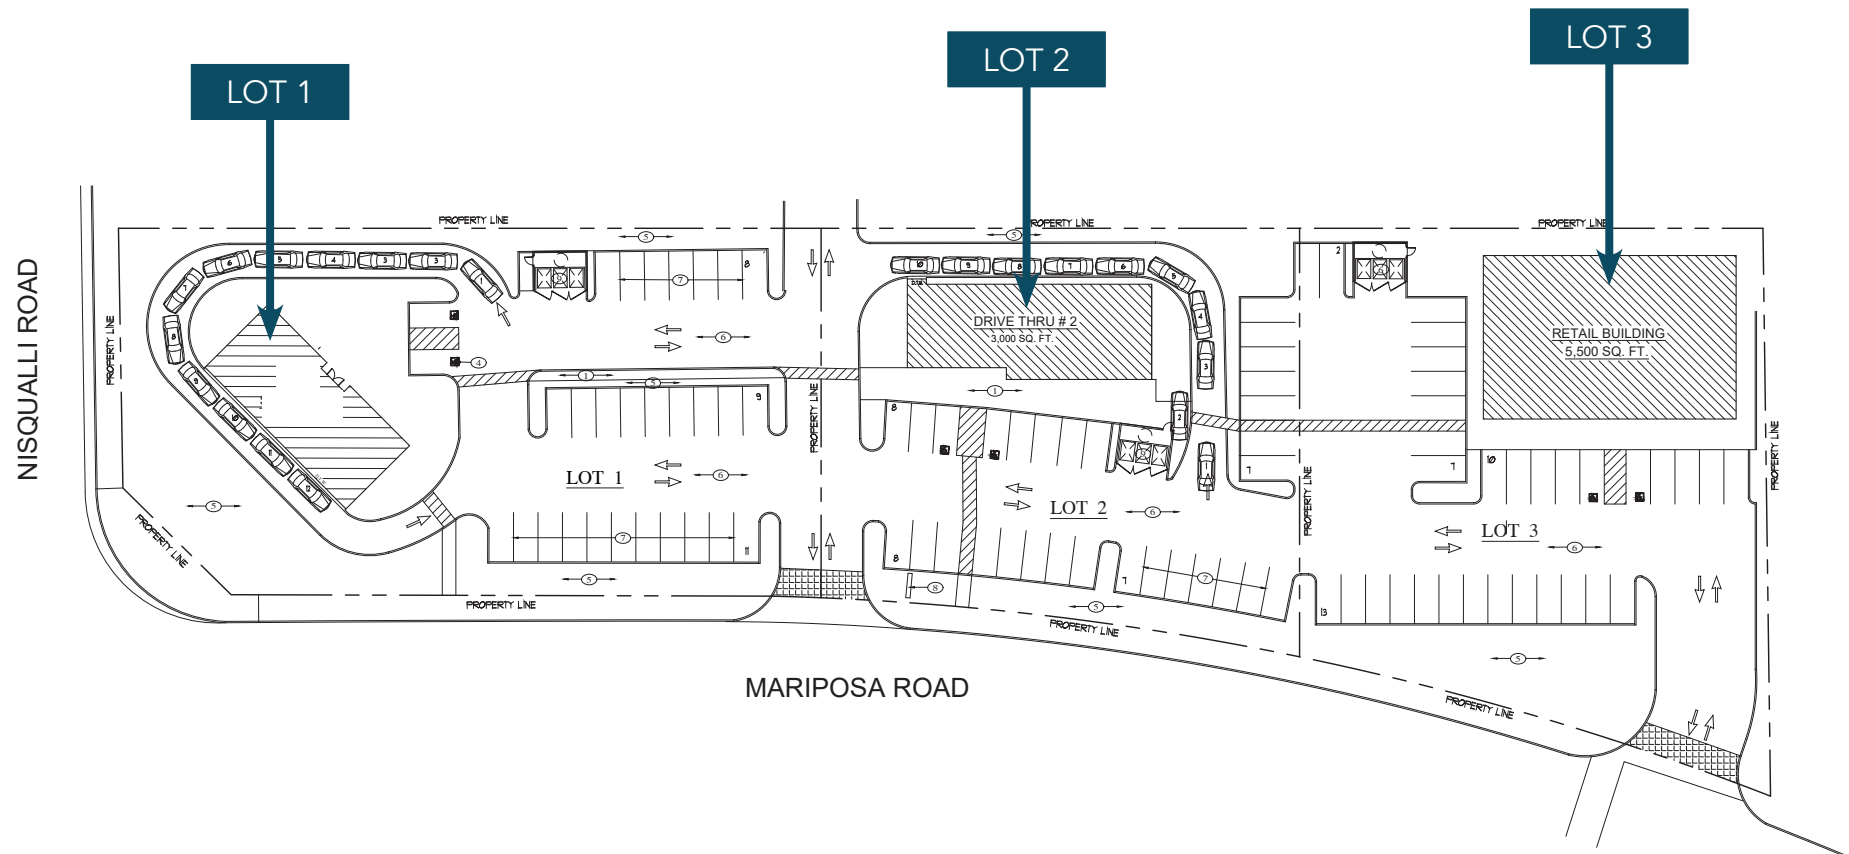 LOT 1
LOT 2
LOT 3
PROPERTY LINE
PROPERTY LINE
PROPERTY LINE
NISQUALLI ROAD
PROPERTY LINE
PROPERTY LINE
PROPERTY LINE
PROPERTY LINE
PROPERTY LINE
DRIVE THRU # 2
3,000 SQ. FT.
RETAIL BUILDING
5,500 SQ. FT.
LOT 1
LOT 2
LOT 3
PROPERTY LINE
PROPERTY LINE
PROPERTY LINE
MARIPOSA ROAD